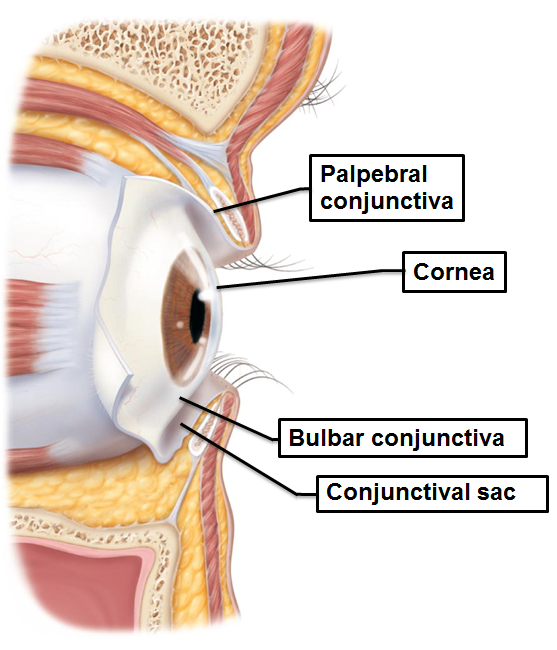 Palpebral
conjunctiva
Cornea
Bulbar conjunctiva
Conjunctival sac